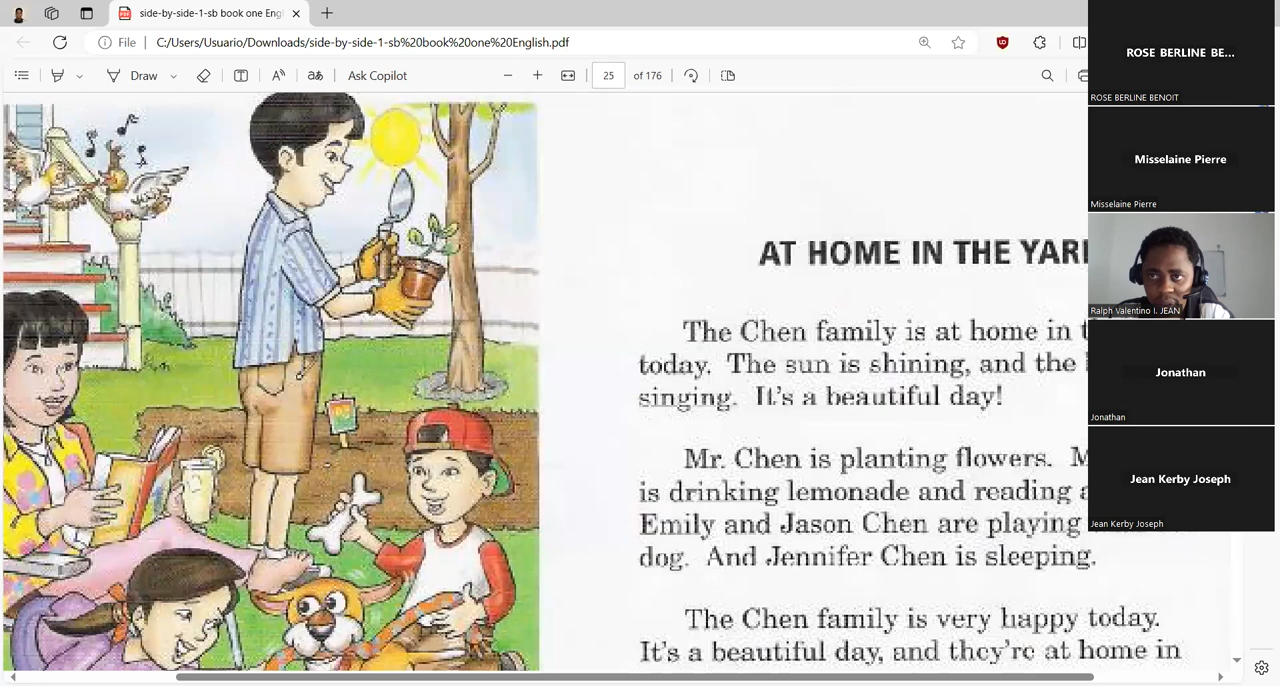 side-by-side-1-sb book one Engl
File
C:/Users/Usuario/Downloads/side-by-side-1-sb%20book%20one%20English.pdf
Draw
Ask Copilot
25
of 176
AT HOME IN THE YAR
The Chen family is at home in
today. The sun is shining, and the
singing. It's a beautiful day!
Mr. Chen is planting flowers.
is drinking lemonade and reading a
Emily and Jason Chen are playing
dog. And Jennifer Chen is sleeping.
The Chen family is very happy today.
It's a beautiful day, and they're at home in
ROSE BERLINE BE...
ROSE BERLINE BENOIT
Misselaine Pierre
Misselaine Pierre
Ralph Valentino I. JEAN
Jonathan
Jonathan
Jean Kerby Joseph
Jean Kerby Joseph